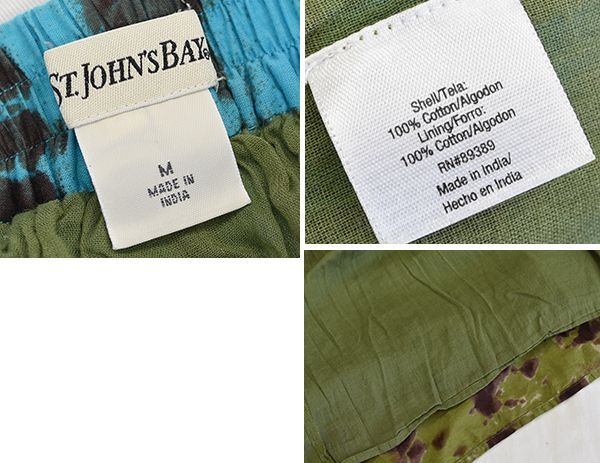 ST. JOHN'S BAY®
M
MADE IN
INDIA
Shell/Tela:
100% Cotton/Algodon
Lining/Forro:
100% Cotton/Algodon
RN#89389
Made in India/
Hecho en India